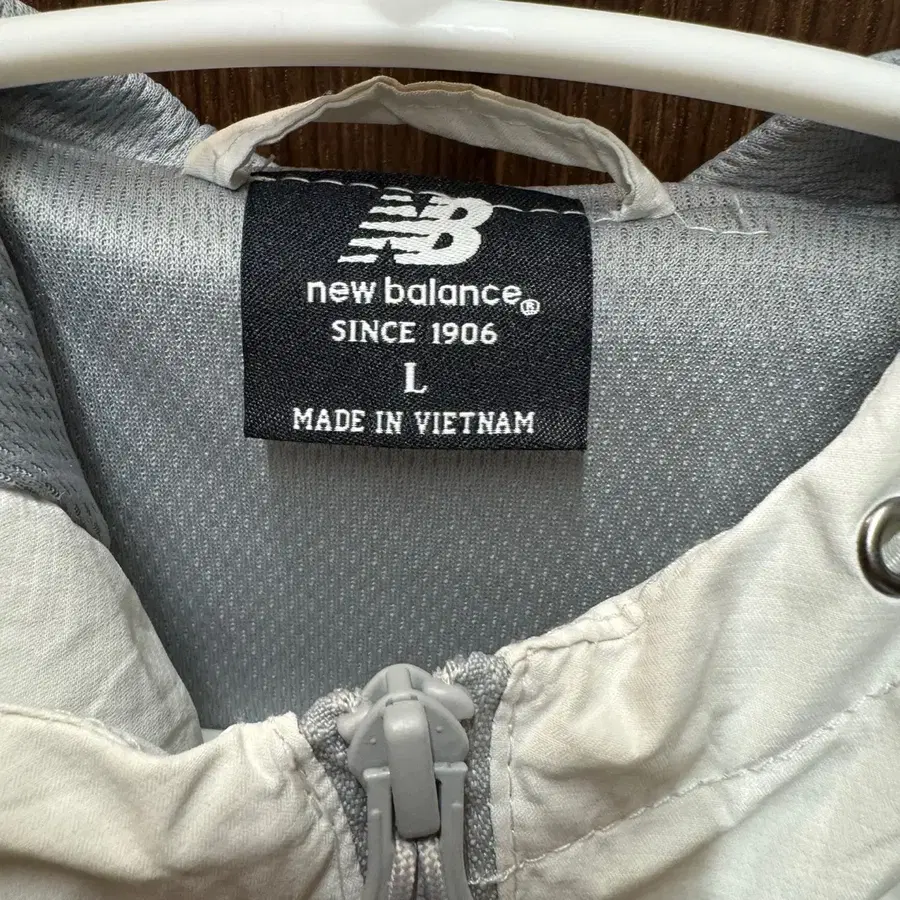 NB
new balance®
SINCE 1906
L
MADE IN VIETNAM